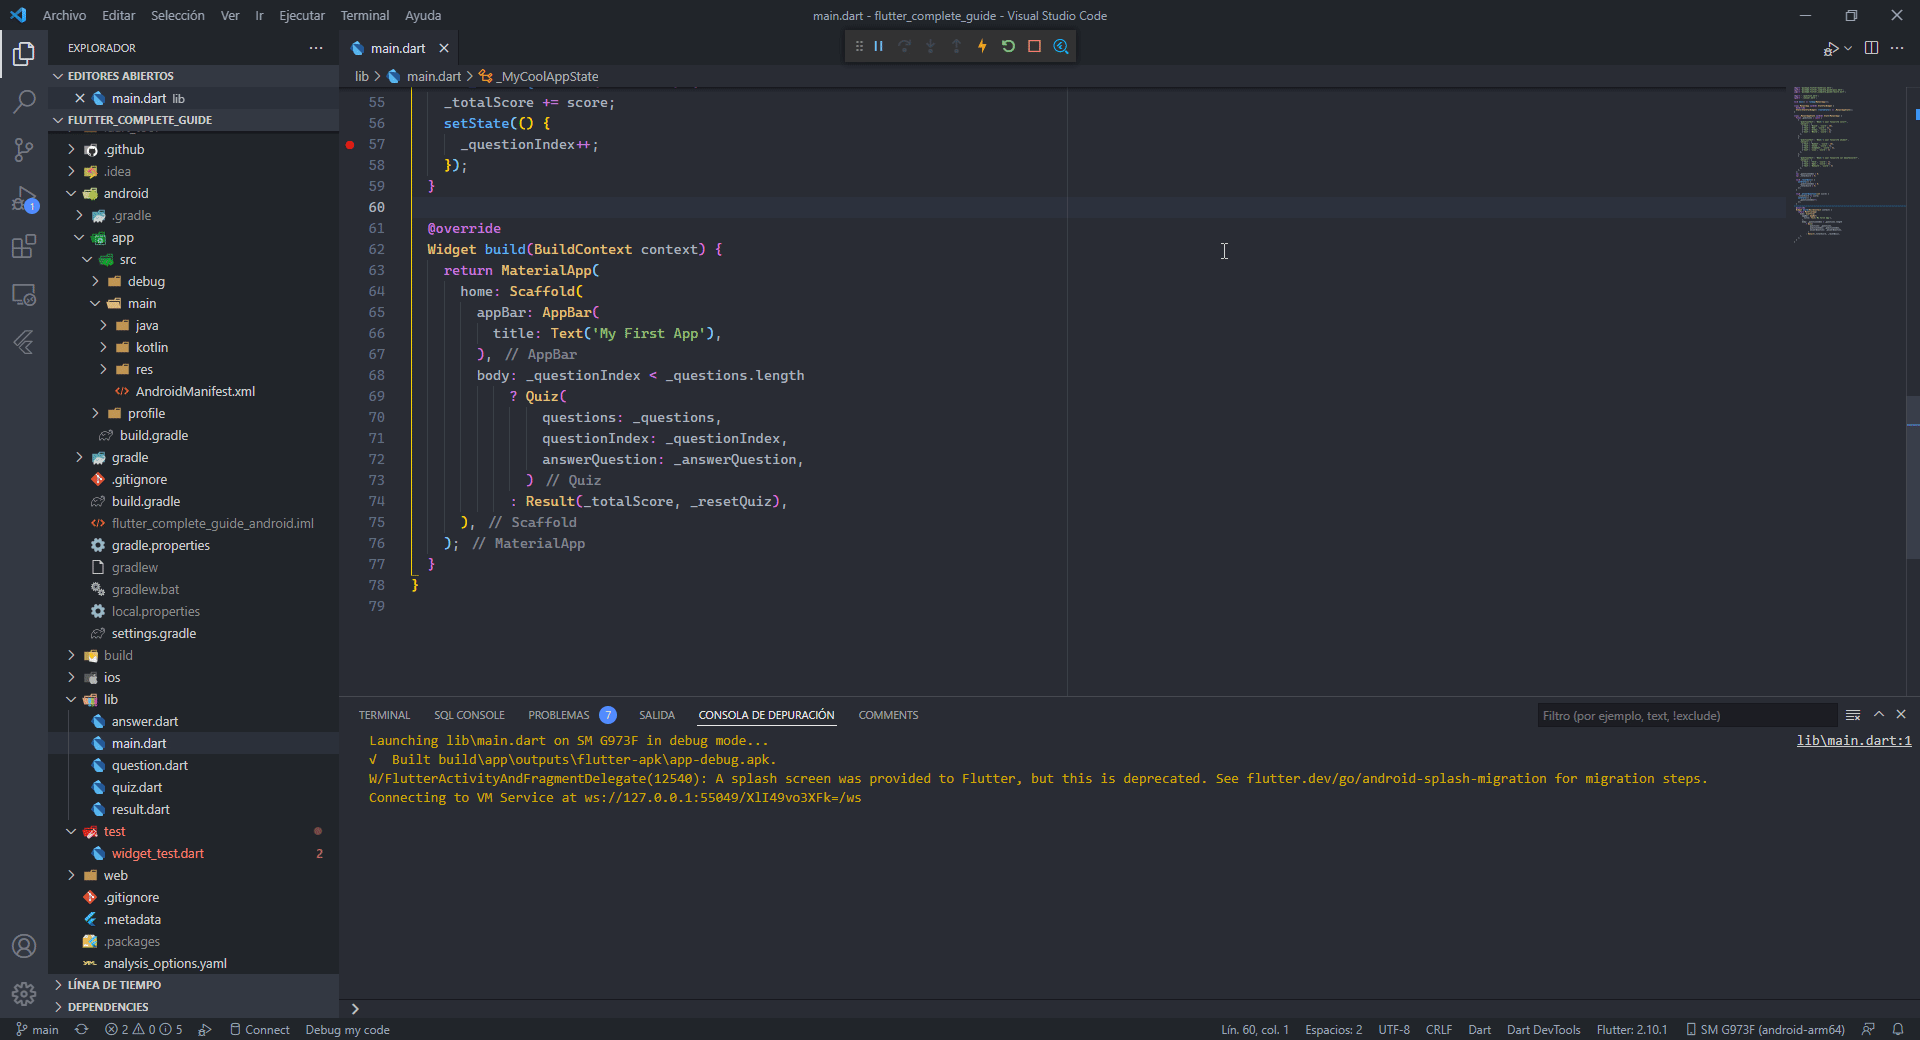 Archivo Editar Selección Ver Ir Ejecutar Terminal Ayuda
main.dart - flutter_complete_guide - Visual Studio Code
EXPLORADOR
EDITORES ABIERTOS
main.dart lib
FLUTTER_COMPLETE_GUIDE
.github
.idea
android
.gradle
app
src
debug
main
java
kotlin
res
AndroidManifest.xml
profile
build.gradle
gradle
.gitignore
build.gradle
flutter_complete_guide_android.iml
gradle.properties
gradlew
gradlew.bat
local.properties
settings.gradle
build
ios
lib
answer.dart
main.dart
question.dart
quiz.dart
result.dart
test
widget_test.dart 2
web
.gitignore
.metadata
.packages
analysis_options.yaml
LÍNEA DE TIEMPO
DEPENDENCIES
1
main.dart
lib > main.dart > _MyCoolAppState
55 _totalScore += score;
56 setState(() {
57 _questionIndex++;
58 });
59 }
60
61 @override
62 Widget build(BuildContext context) {
63 return MaterialApp(
64 home: Scaffold(
65 appBar: AppBar(
66 title: Text('My First App'),
67 ), // AppBar
68 body: _questionIndex < _questions.length
69 ? Quiz(
70 questions: _questions,
71 questionIndex: _questionIndex,
72 answerQuestion: _answerQuestion,
73 ) // Quiz
74 : Result(_totalScore, _resetQuiz),
75 ), // Scaffold
76 ); // MaterialApp
77 }
78 }
79
TERMINAL SQL CONSOLE PROBLEMAS 7 SALIDA CONSOLA DE DEPURACIÓN COMMENTS
Filtro (por ejemplo, text, !exclude)
Launching lib\main.dart on SM G973F in debug mode...
lib\main.dart:1
√ Built build\app\outputs\flutter-apk\app-debug.apk.
W/FlutterActivityAndFragmentDelegate(12540): A splash screen was provided to Flutter, but this is deprecated. See flutter.dev/go/android-splash-migration for migration steps.
Connecting to VM Service at ws://127.0.0.1:55049/XlI49vo3XFk=/ws
main 2 0 5 Connect Debug my code
Lín. 60, col. 1 Espacios: 2 UTF-8 CRLF Dart Dart DevTools Flutter: 2.10.1 SM G973F (android-arm64)